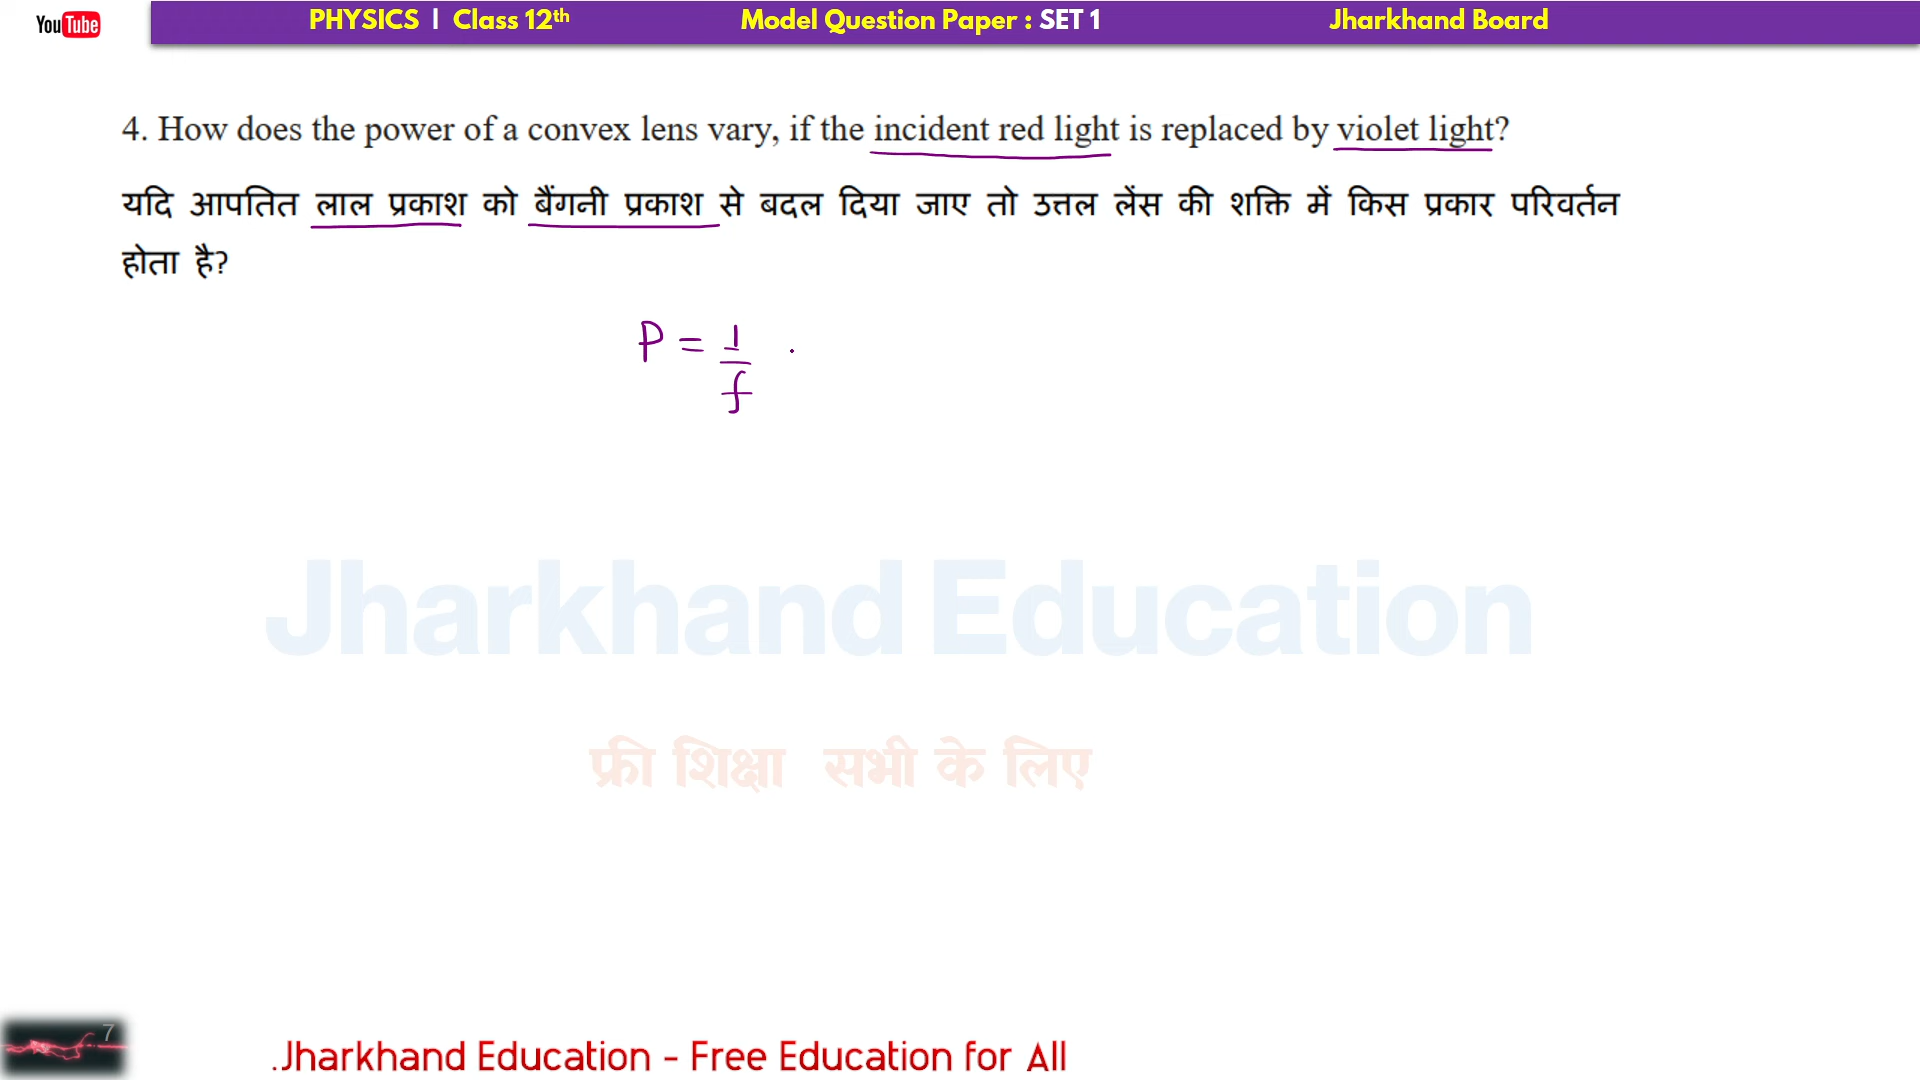 YouTube
PHYSICS | Class 12th Model Question Paper : SET 1 Jharkhand Board
4. How does the power of a convex lens vary, if the incident red light is replaced by violet light?
यदि आपतित लाल प्रकाश को बैंगनी प्रकाश से बदल दिया जाए तो उत्तल लेंस की शक्ति में किस प्रकार परिवर्तन
होता है?
P = 1/f
Jharkhand Education
फ्री शिक्षा सभी के लिए
7
.Jharkhand Education - Free Education for All